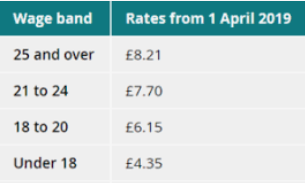 Wage band Rates from 1 April 2019
25 and over £8.21
21 to 24 £7.70
18 to 20 £6.15
Under 18 £4.35